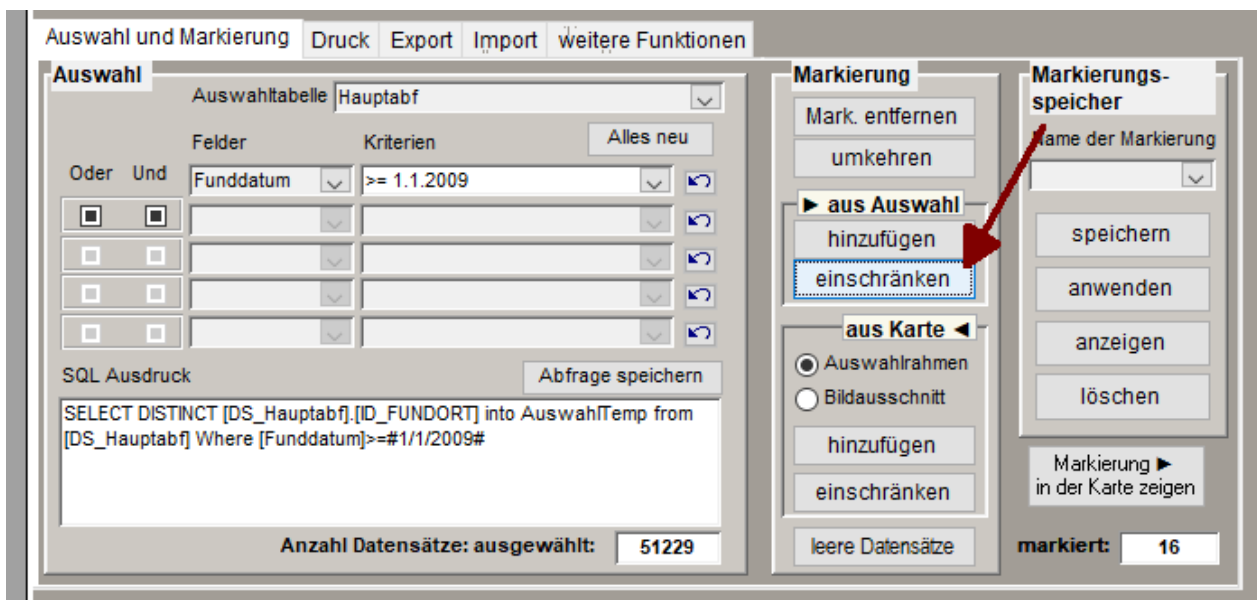 Auswahl und Markierung Druck Export Import weitere Funktionen
Auswahl
Auswahltabelle Hauptabf
Felder Kriterien Alles neu
Oder Und Funddatum >= 1.1.2009
SQL Ausdruck Abfrage speichern
SELECT DISTINCT [DS_Hauptabf].[ID_FUNDORT] into AuswahlTemp from
[DS_Hauptabf] Where [Funddatum]>=#1/1/2009#
Anzahl Datensätze: ausgewählt: 51229
Markierung
Mark. entfernen
umkehren
► aus Auswahl
hinzufügen
einschränken
aus Karte ◄
Auswahlrahmen
Bildausschnitt
hinzufügen
einschränken
leere Datensätze
Markierungs-
speicher
Name der Markierung
speichern
anwenden
anzeigen
löschen
Markierung ►
in der Karte zeigen
markiert: 16